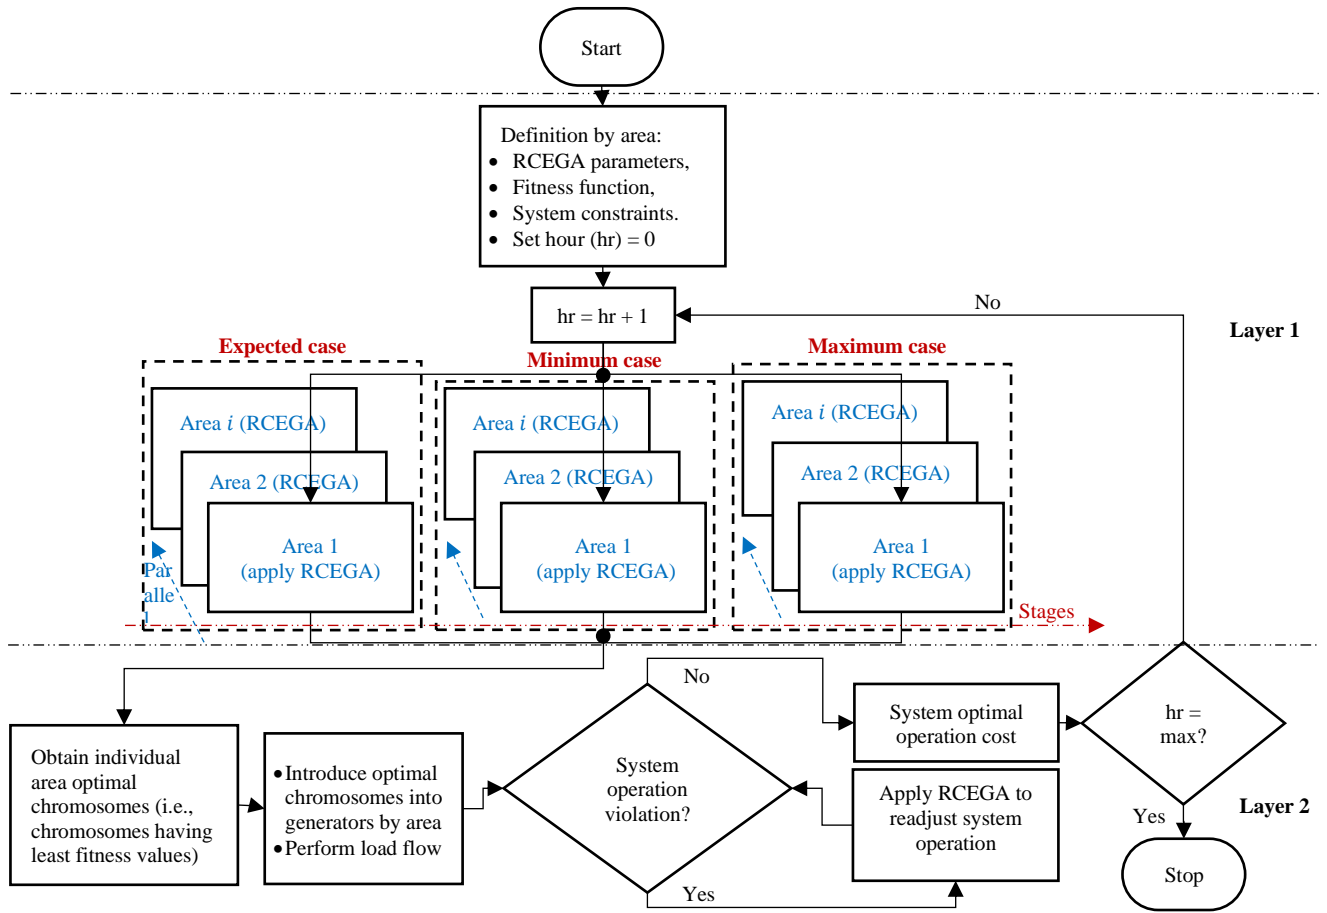 Start
Definition by area:
• RCEGA parameters,
• Fitness function,
• System constraints.
• Set hour (hr) = 0
hr = hr + 1
No
Layer 1
Expected case
Minimum case
Maximum case
Area i (RCEGA)
Area 2 (RCEGA)
Area 1
(apply RCEGA)
Area i (RCEGA)
Area 2 (RCEGA)
Area 1
(apply RCEGA)
Area i (RCEGA)
Area 2 (RCEGA)
Area 1
(apply RCEGA)
Par
alle
l
Stages
Obtain individual
area optimal
chromosomes (i.e.,
chromosomes having
least fitness values)
• Introduce optimal
chromosomes into
generators by area
• Perform load flow
System
operation
violation?
No
Yes
System optimal
operation cost
Apply RCEGA to
readjust system
operation
hr =
max?
Layer 2
Yes
Stop